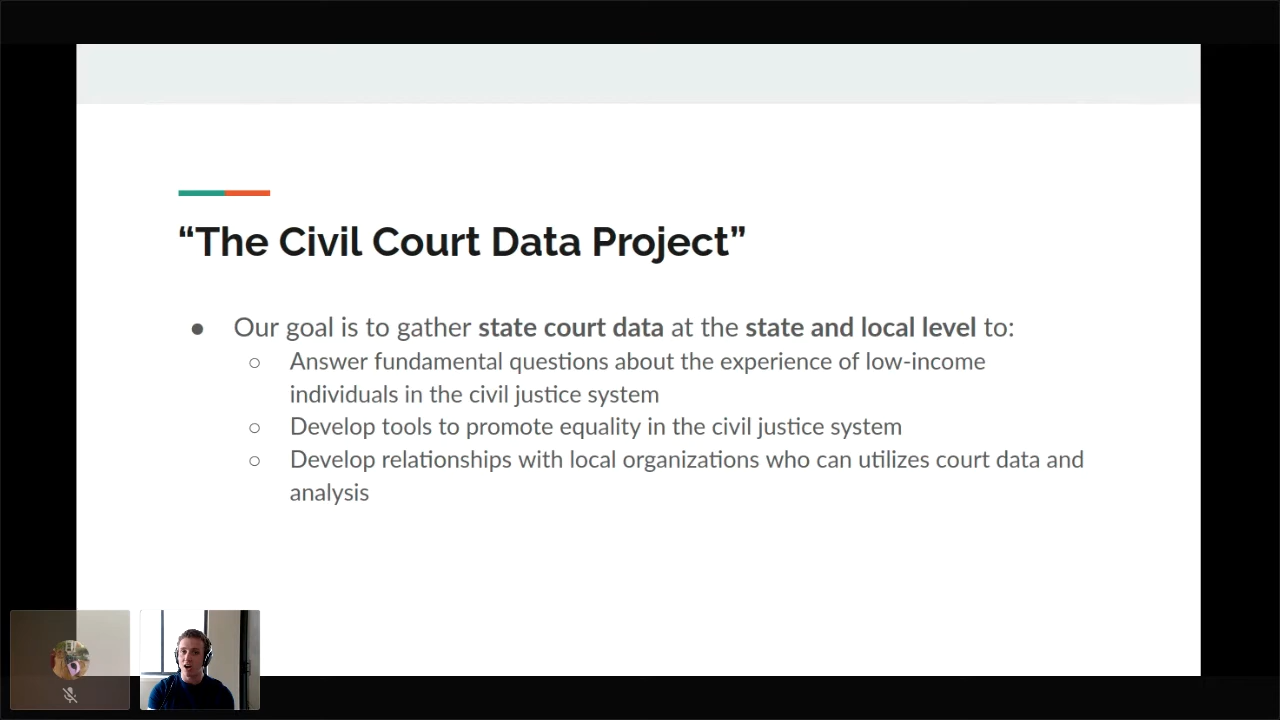 “The Civil Court Data Project”
● Our goal is to gather state court data at the state and local level to:
○ Answer fundamental questions about the experience of low-income
individuals in the civil justice system
○ Develop tools to promote equality in the civil justice system
○ Develop relationships with local organizations who can utilizes court data and
analysis